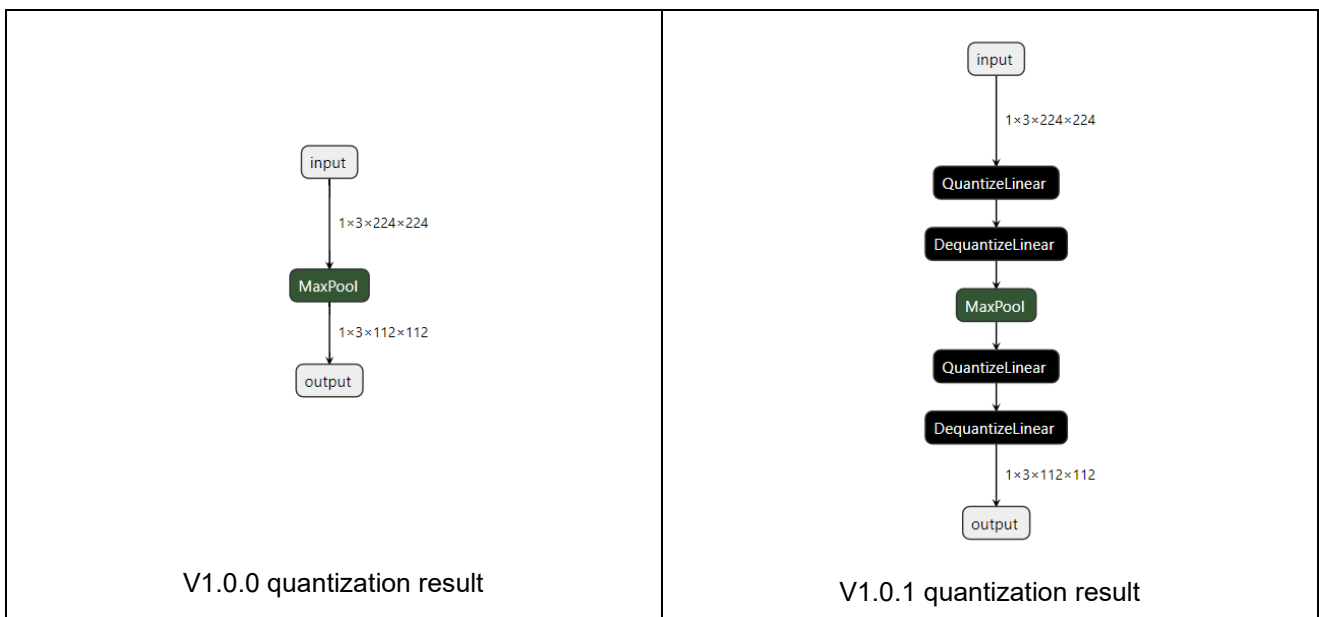 input
1×3×224×224
MaxPool
1×3×112×112
output
V1.0.0 quantization result
input
1×3×224×224
QuantizeLinear
DequantizeLinear
MaxPool
QuantizeLinear
DequantizeLinear
1×3×112×112
output
V1.0.1 quantization result